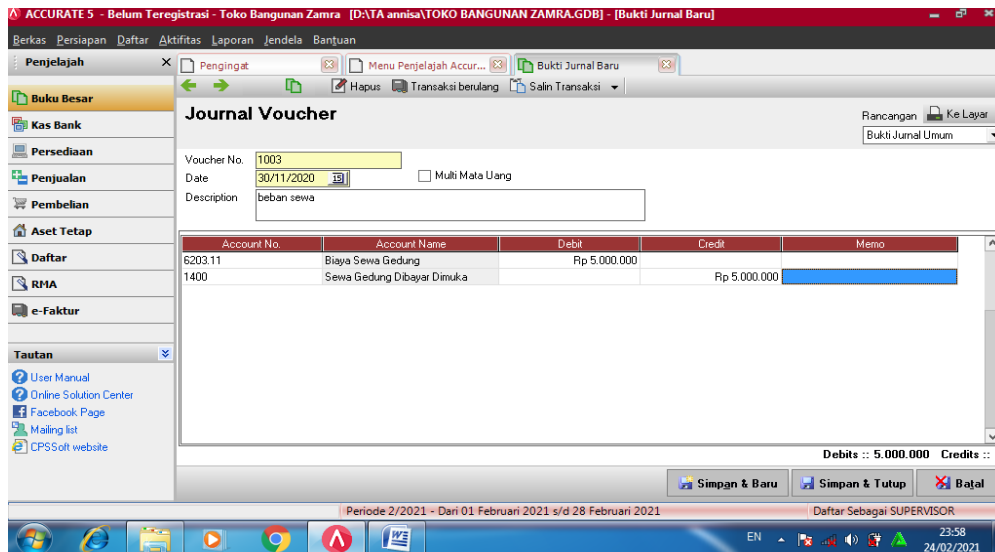 ACCURATE 5 - Belum Teregistrasi - Toko Bangunan Zamra [D:\TA annisa\TOKO BANGUNAN ZAMRA.GDB] - [Bukti Jurnal Baru]
Berkas Persiapan Daftar Aktifitas Laporan Jendela Bantuan
Penjelajah
Pengingat
Menu Penjelajah Accur...
Bukti Jurnal Baru
Hapus Transaksi berulang Salin Transaksi
Buku Besar
Kas Bank
Persediaan
Penjualan
Pembelian
Aset Tetap
Daftar
RMA
e-Faktur
Tautan
User Manual
Online Solution Center
Facebook Page
Mailing list
CPSSoft website
Journal Voucher
Rancangan Ke Layar
Bukti Jurnal Umum
Voucher No. 1003
Date 30/11/2020 15 Multi Mata Uang
Description beban sewa
Account No. Account Name Debit Credit Memo
6203.11 Biaya Sewa Gedung Rp 5.000.000
1400 Sewa Gedung Dibayar Dimuka Rp 5.000.000
Debits :: 5.000.000 Credits ::
Simpan & Baru Simpan & Tutup Batal
Periode 2/2021 - Dari 01 Februari 2021 s/d 28 Februari 2021 Daftar Sebagai SUPERVISOR
EN 23:58
24/02/2021